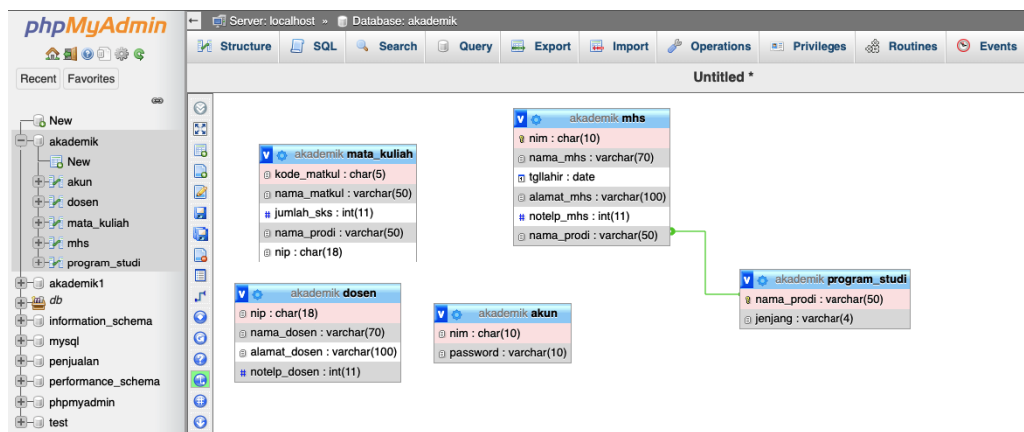 phpMyAdmin
Recent Favorites
New
akademik
New
akun
dosen
mata_kuliah
mhs
program_studi
akademik1
db
information_schema
mysql
penjualan
performance_schema
phpmyadmin
test
Server: localhost » Database: akademik
Structure SQL Search Query Export Import Operations Privileges Routines Events
Untitled *
akademik mhs
nim : char(10)
nama_mhs : varchar(70)
tgllahir : date
alamat_mhs : varchar(100)
# notelp_mhs : int(11)
nama_prodi : varchar(50)
akademik mata_kuliah
kode_matkul : char(5)
nama_matkul : varchar(50)
# jumlah_sks : int(11)
nama_prodi : varchar(50)
nip : char(18)
akademik program_studi
nama_prodi : varchar(50)
jenjang : varchar(4)
akademik dosen
nip : char(18)
nama_dosen : varchar(70)
alamat_dosen : varchar(100)
# notelp_dosen : int(11)
akademik akun
nim : char(10)
password : varchar(10)